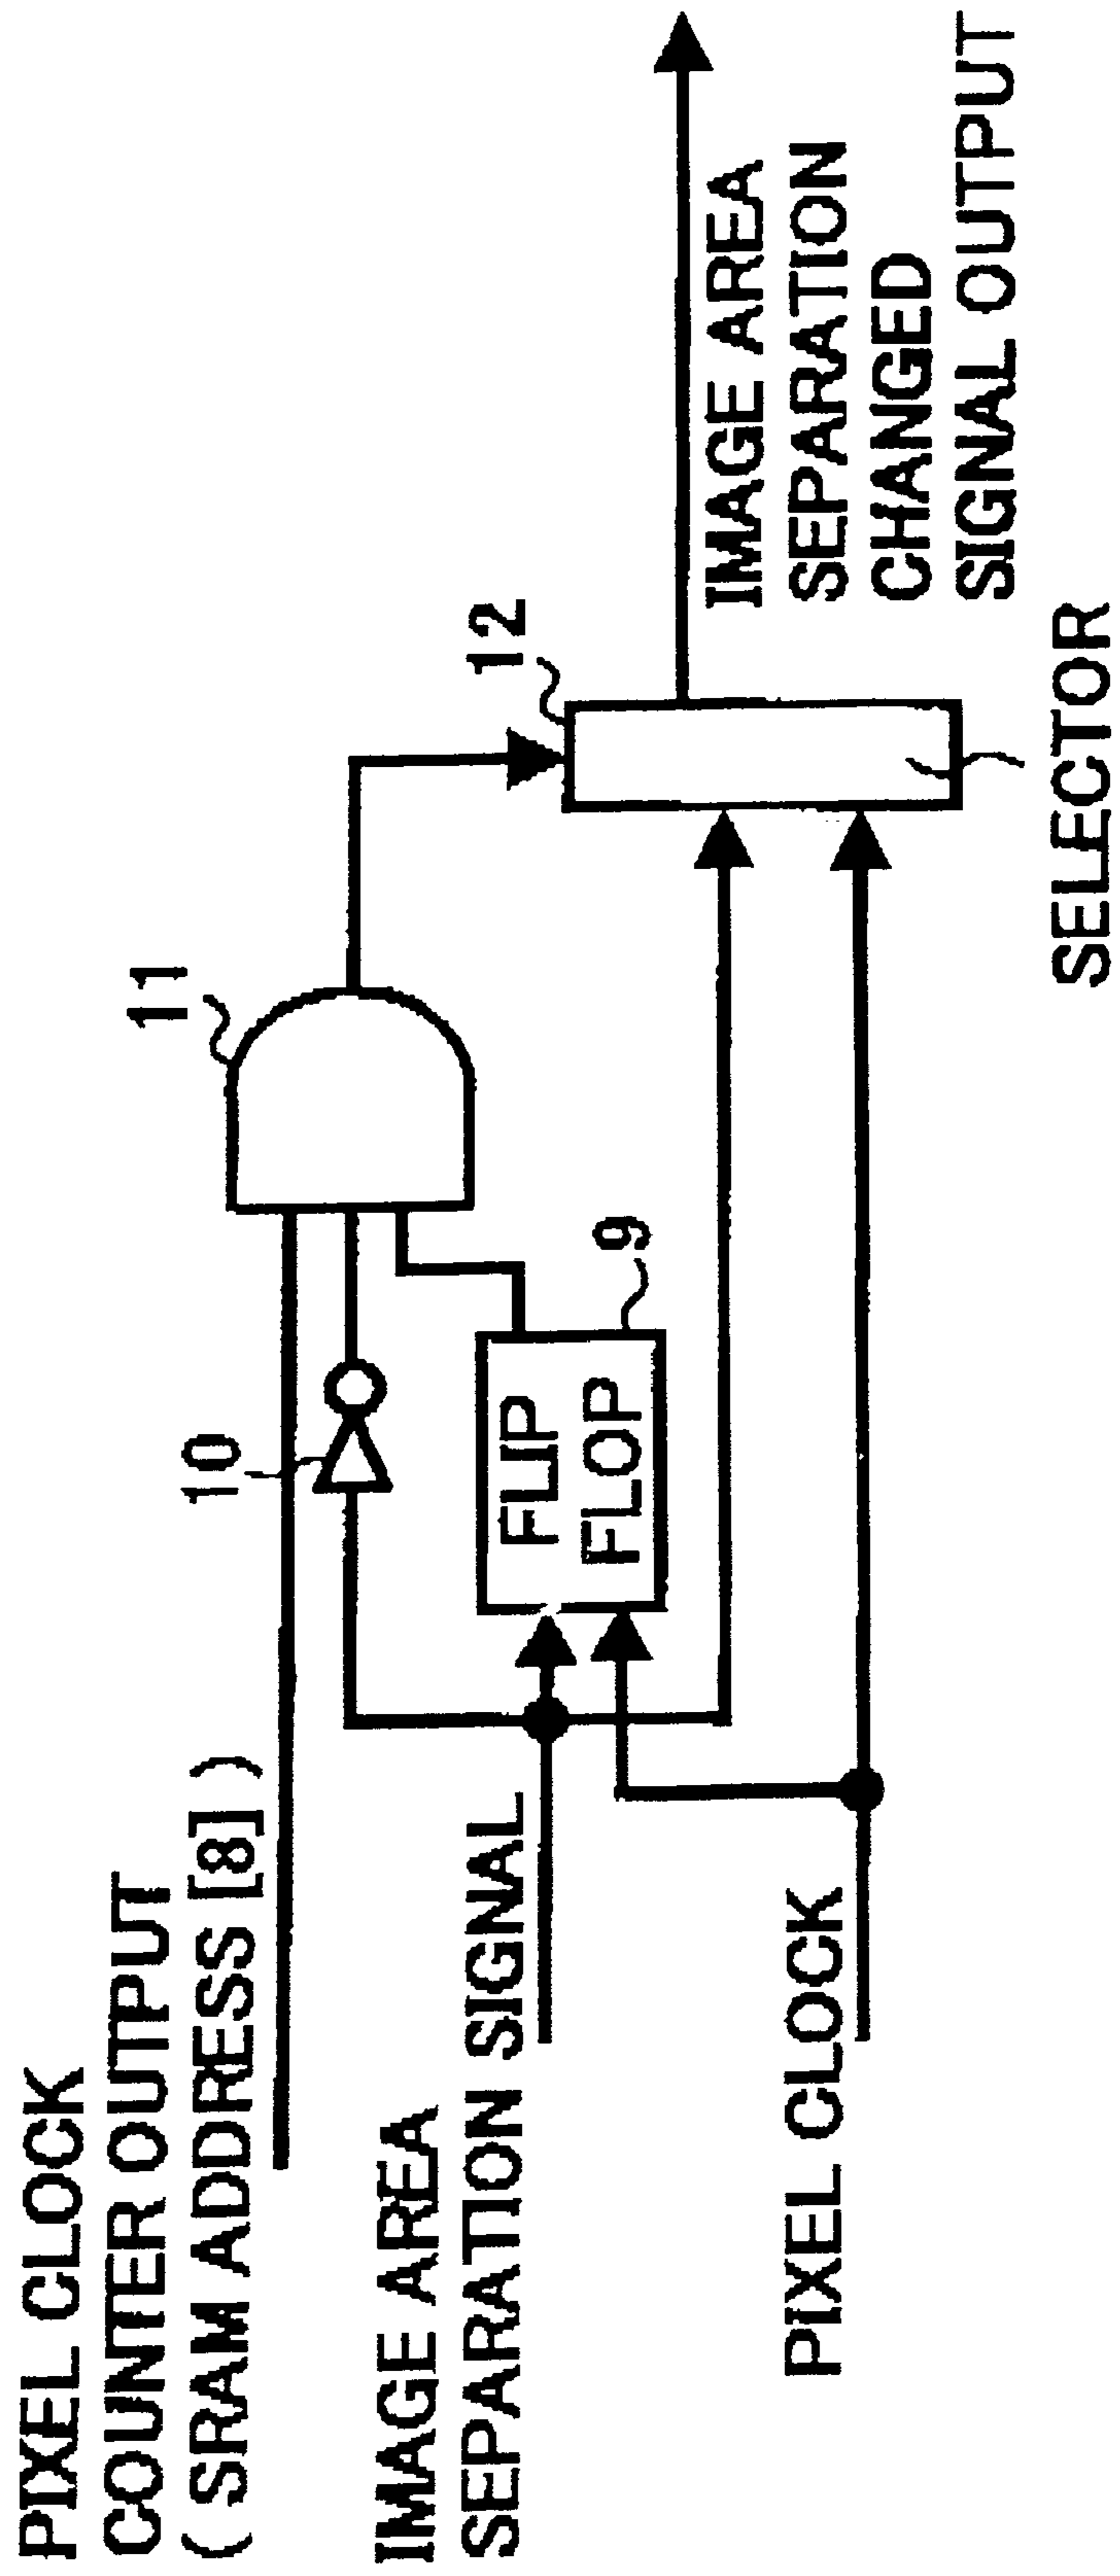 PIXEL CLOCK
COUNTER OUTPUT
( SRAM ADDRESS [8] )
IMAGE AREA
SEPARATION SIGNAL
PIXEL CLOCK
10
FLIP
FLOP
9
11
12
SELECTOR
IMAGE AREA
SEPARATION
CHANGED
SIGNAL OUTPUT